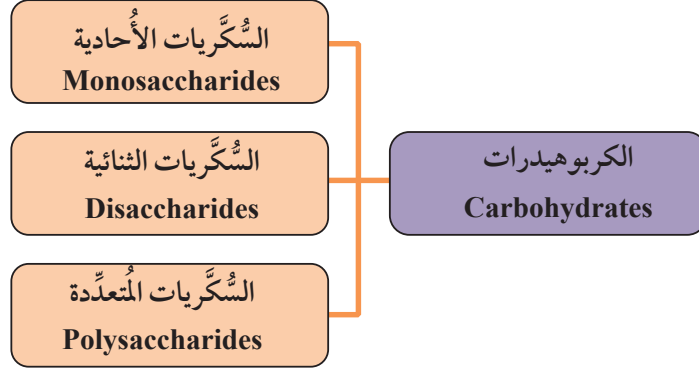 الكربوهيدرات
Carbohydrates
السُّكَّريات الأُحادية
Monosaccharides
السُّكَّريات الثنائية
Disaccharides
السُّكَّريات المُتعدِّدة
Polysaccharides